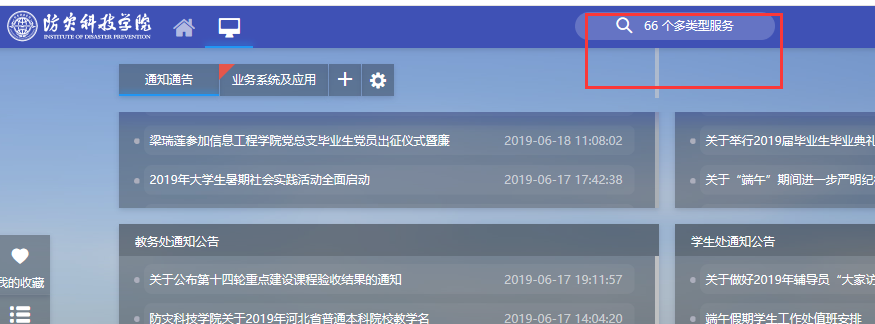 防灾科技学院
INSTITUTE OF DISASTER PREVENTION
66 个多类型服务
通知通告
业务系统及应用
梁瑞莲参加信息工程学院党总支毕业生党员出征仪式暨廉 2019-06-18 11:08:02
2019年大学生暑期社会实践活动全面启动 2019-06-17 17:42:38
关于举行2019届毕业生毕业典礼
关于“端午”期间进一步严明纪
教务处通知公告
关于公布第十四轮重点建设课程验收结果的通知 2019-06-17 19:11:57
防灾科技学院关于2019年河北省普通本科院校教学名 2019-06-17 14:04:20
学生处通知公告
关于做好2019年辅导员“大家访
端午假期学生工作处值班安排
我的收藏